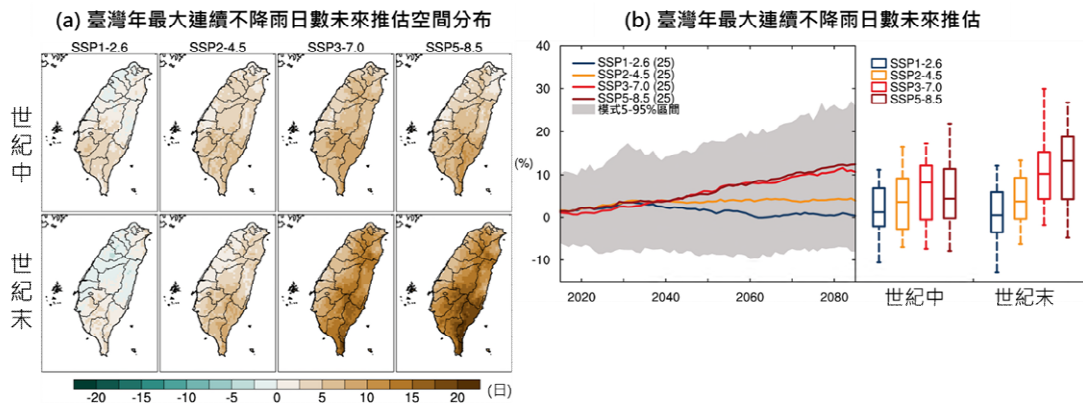 (a) 臺灣年最大連續不降雨日數未來推估空間分布
SSP1-2.6 SSP2-4.5 SSP3-7.0 SSP5-8.5
世紀中
世紀末
-20 -15 -10 -5 0 5 10 15 20 (日)
(b) 臺灣年最大連續不降雨日數未來推估
40
30
20
(%)
10
0
-10
SSP1-2.6 (25)
SSP2-4.5 (25)
SSP3-7.0 (25)
SSP5-8.5 (25)
模式5-95%區間
2020 2040 2060 2080
SSP1-2.6
SSP2-4.5
SSP3-7.0
SSP5-8.5
世紀中 世紀末